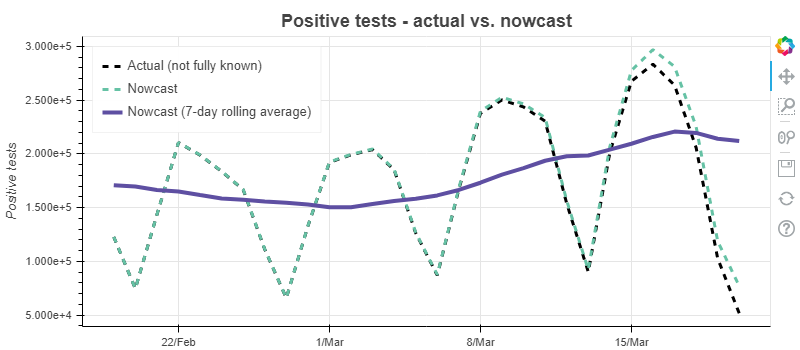 Positive tests - actual vs. nowcast
3.000e+5
2.500e+5
2.000e+5
1.500e+5
1.000e+5
5.000e+4
Positive tests
Actual (not fully known)
Nowcast
Nowcast (7-day rolling average)
22/Feb
1/Mar
8/Mar
15/Mar